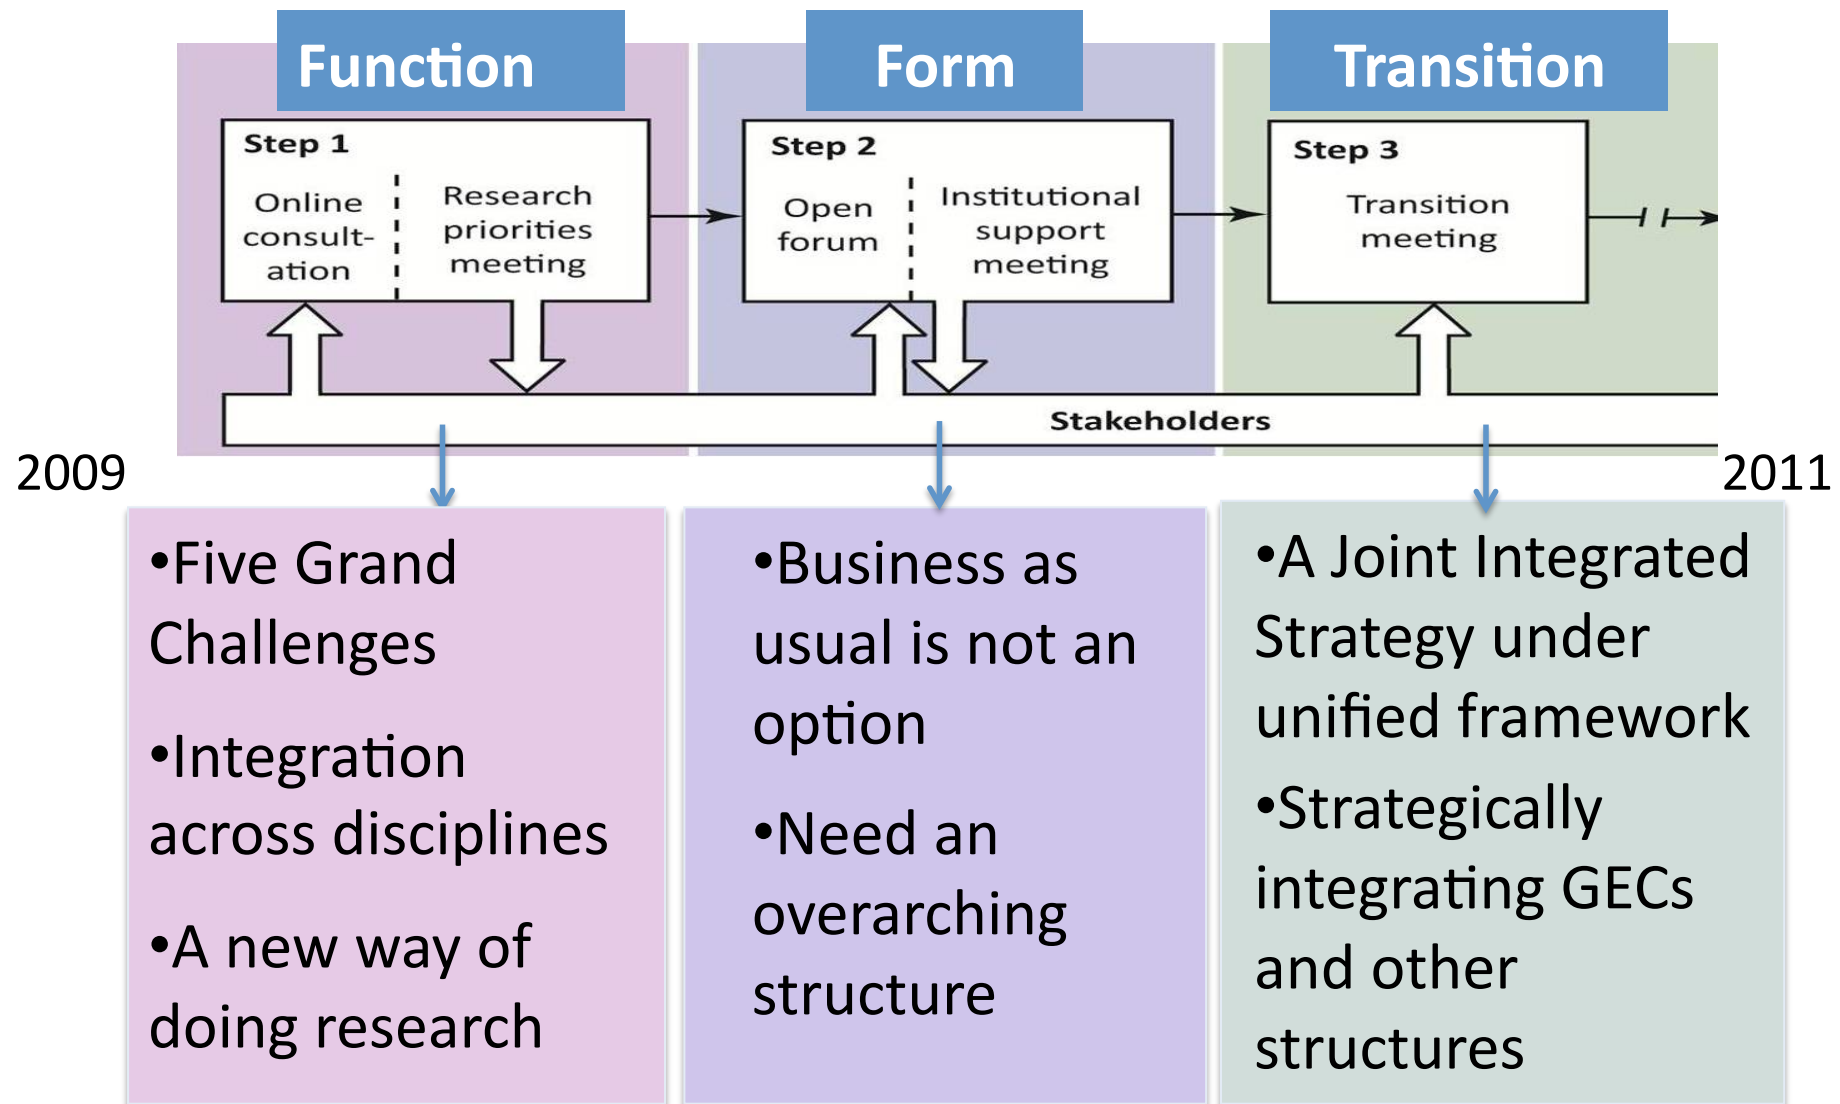 Function
Form
Transition
Step 1
Online
consult-
ation
Research
priorities
meeting
Step 2
Open
forum
Institutional
support
meeting
Step 3
Transition
meeting
Stakeholders
2009
2011
•Five Grand
Challenges
•Integration
across disciplines
•A new way of
doing research
•Business as
usual is not an
option
•Need an
overarching
structure
•A Joint Integrated
Strategy under
unified framework
•Strategically
integrating GECs
and other
structures